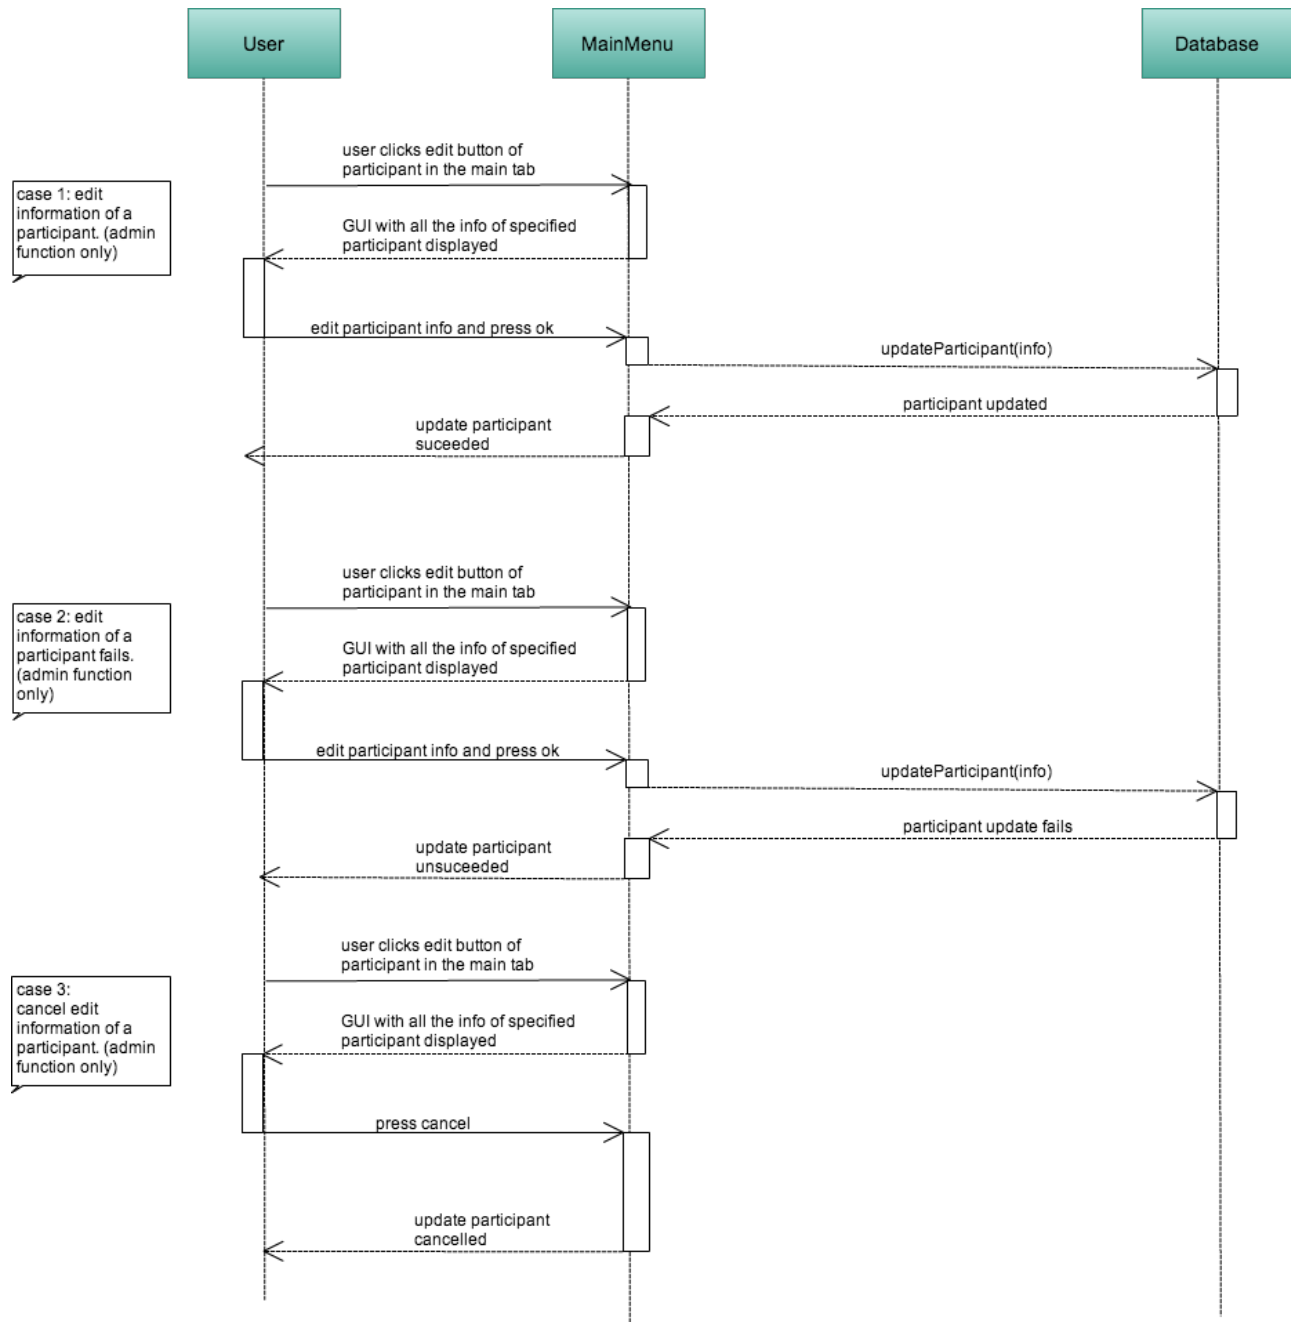 User
MainMenu
Database
user clicks edit button of
participant in the main tab
case 1: edit
information of a
participant. (admin
function only)
GUI with all the info of specified
participant displayed
edit participant info and press ok
updateParticipant(info)
participant updated
update participant
suceeded
user clicks edit button of
participant in the main tab
case 2: edit
information of a
participant fails.
(admin function
only)
GUI with all the info of specified
participant displayed
edit participant info and press ok
updateParticipant(info)
participant update fails
update participant
unsuceeded
user clicks edit button of
participant in the main tab
case 3:
cancel edit
information of a
participant. (admin
function only)
GUI with all the info of specified
participant displayed
press cancel
update participant
cancelled